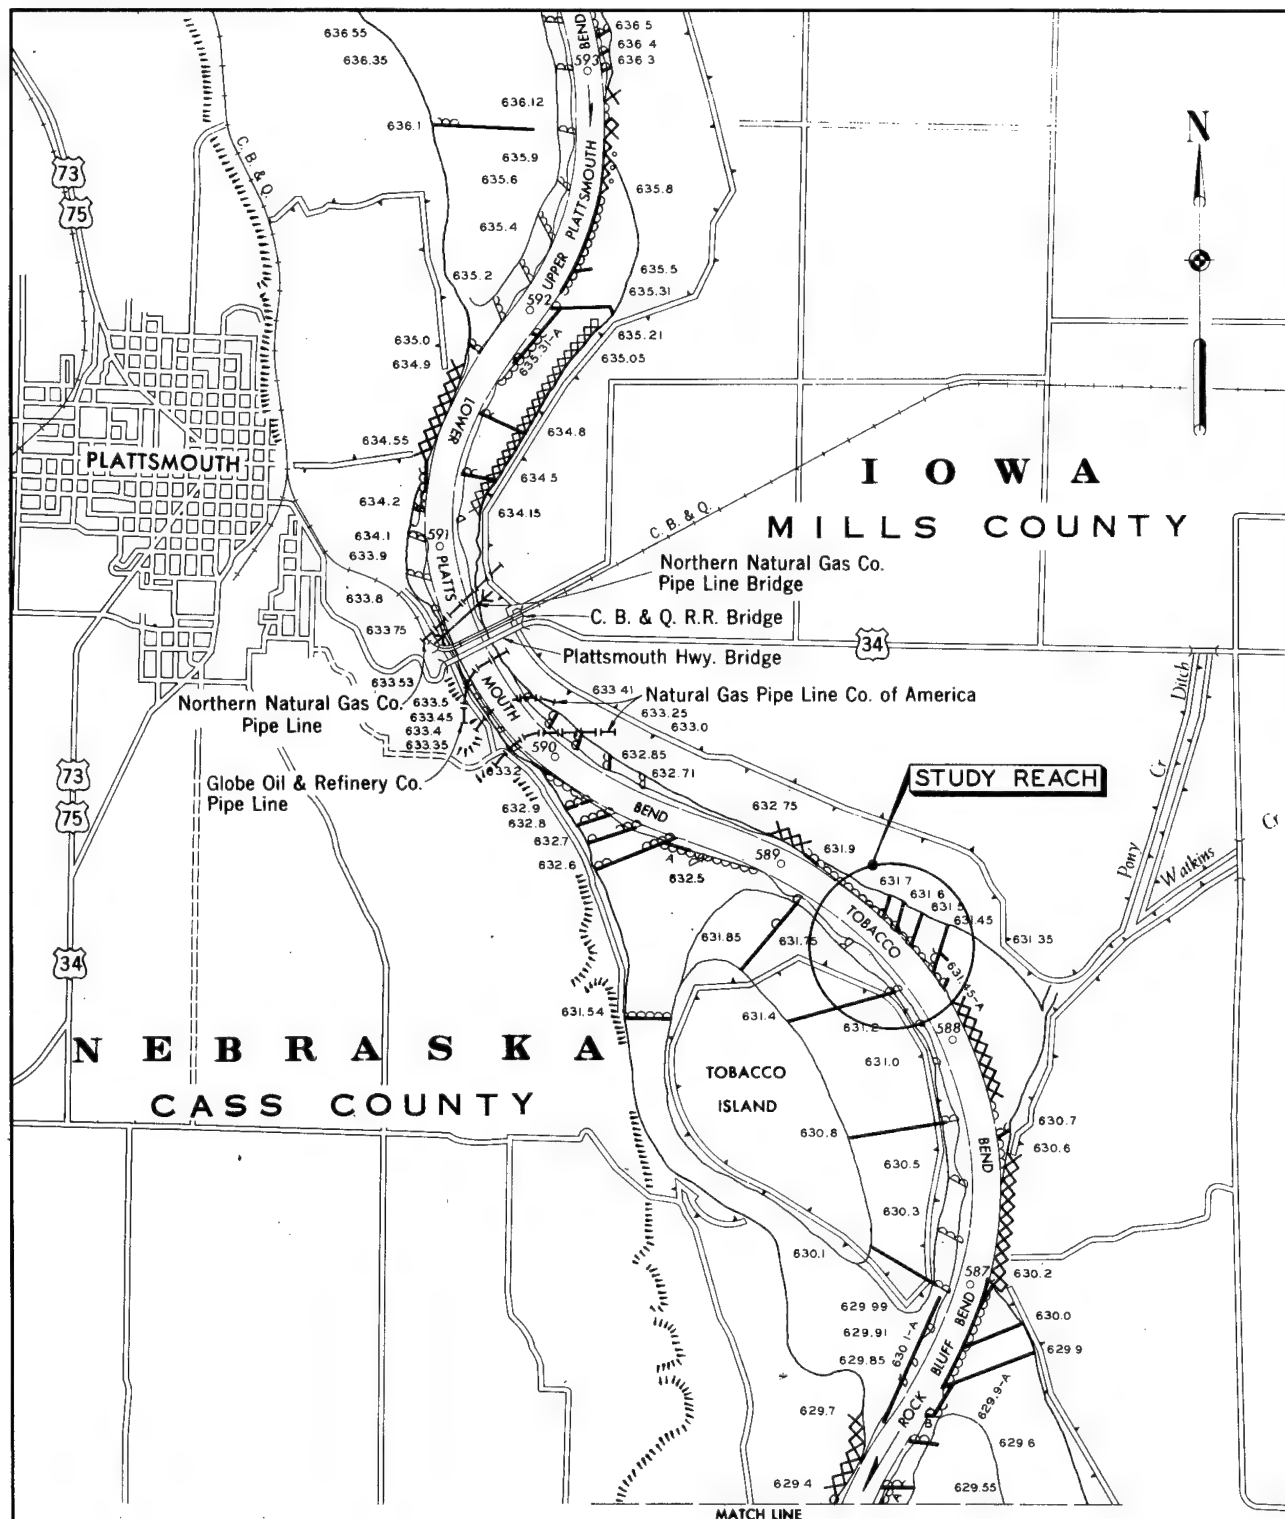 636.55
636.35
BEND
593
636.5
636.4
636.3
N
636.12
636.1
C. B. & Q.
73
75
635.9
635.6
635.8
635.4
UPPER PLATTSMOUTH
635.2
635.5
635.31
592
635.21
635.05
635.0
634.9
635.31-A
LOWER
634.8
634.55
PLATTSMOUTH
IOWA
MILLS COUNTY
634.5
634.2
634.15
634.1
591
633.9
PLATTS
C. B. & Q.
Northern Natural Gas Co.
Pipe Line Bridge
633.8
C. B. & Q. R.R. Bridge
633.75
34
Plattsmouth Hwy. Bridge
633.53
633.41
Natural Gas Pipe Line Co. of America
Northern Natural Gas Co.
Pipe Line
633.5
633.45
633.4
633.35
MOUTH
633.25
633.0
Ditch
590
632.85
632.71
633.2
Globe Oil & Refinery Co.
Pipe Line
73
75
STUDY REACH
Cr
Pony
Cr
Watkins
632.9
632.8
632.7
632.6
BEND
632.75
589
631.9
A
632.5
631.7
631.6
631.5
631.45
TOBACCO
631.85
631.75
631.35
34
631.45-A
631.54
631.4
631.2
588
NEBRASKA
CASS COUNTY
631.0
TOBACCO
ISLAND
630.8
630.7
630.6
BEND
630.5
630.3
630.1
587
630.2
629.99
629.91
629.85
630.1-A
630.0
629.9
ROCK BLUFF BEND
629.9-A
629.7
629.6
629.4
629.55
A
MATCH LINE